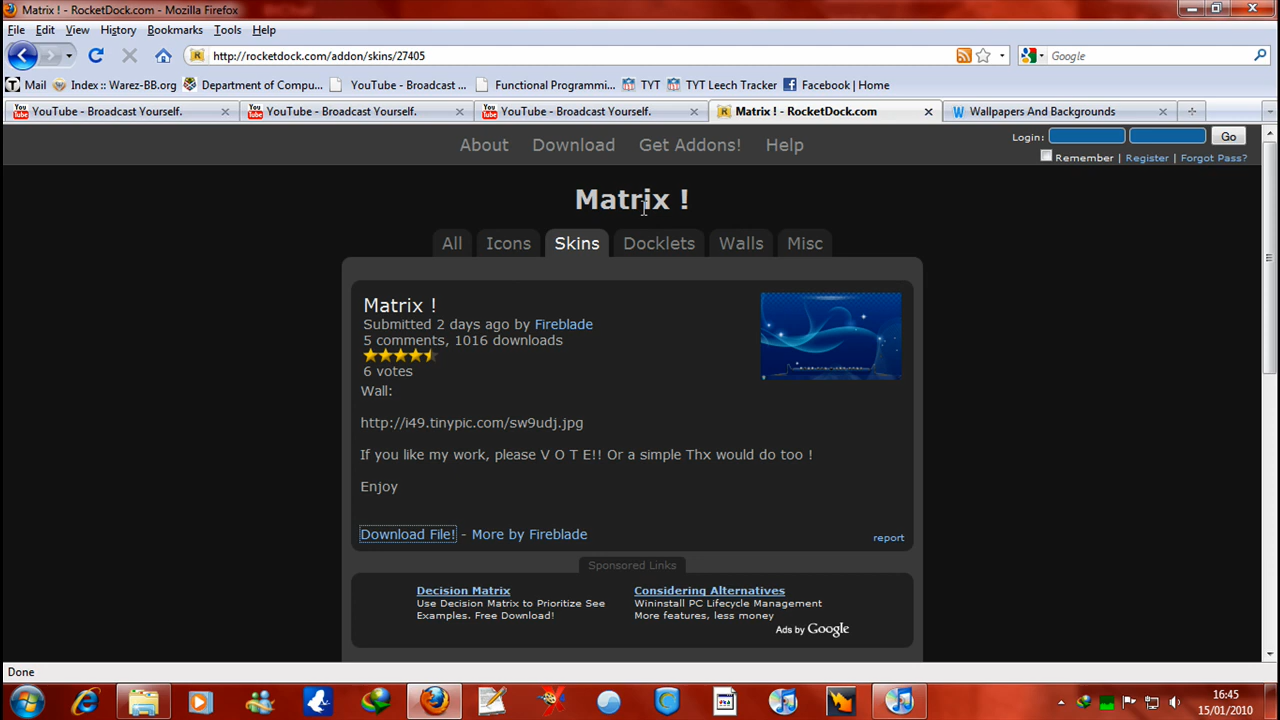 Matrix ! - RocketDock.com - Mozilla Firefox
File Edit View History Bookmarks Tools Help
http://rocketdock.com/addon/skins/27405
Google
Mail Index :: Warez-BB.org Department of Compu... YouTube - Broadcast ... Functional Programmi... TYT TYT Leech Tracker Facebook | Home
YouTube - Broadcast Yourself. YouTube - Broadcast Yourself. YouTube - Broadcast Yourself. Matrix ! - RocketDock.com Wallpapers And Backgrounds
About Download Get Addons! Help
Login: Go
Remember | Register | Forgot Pass?
Matrix !
All Icons Skins Docklets Walls Misc
Matrix !
Submitted 2 days ago by Fireblade
5 comments, 1016 downloads
6 votes
Wall:
http://i49.tinypic.com/sw9udj.jpg
If you like my work, please V O T E!! Or a simple Thx would do too !
Enjoy
Download File! - More by Fireblade
report
Sponsored Links
Decision Matrix
Use Decision Matrix to Prioritize See
Examples. Free Download!
Considering Alternatives
Wininstall PC Lifecycle Management
More features, less money
Ads by Google
Done
16:45
15/01/2010